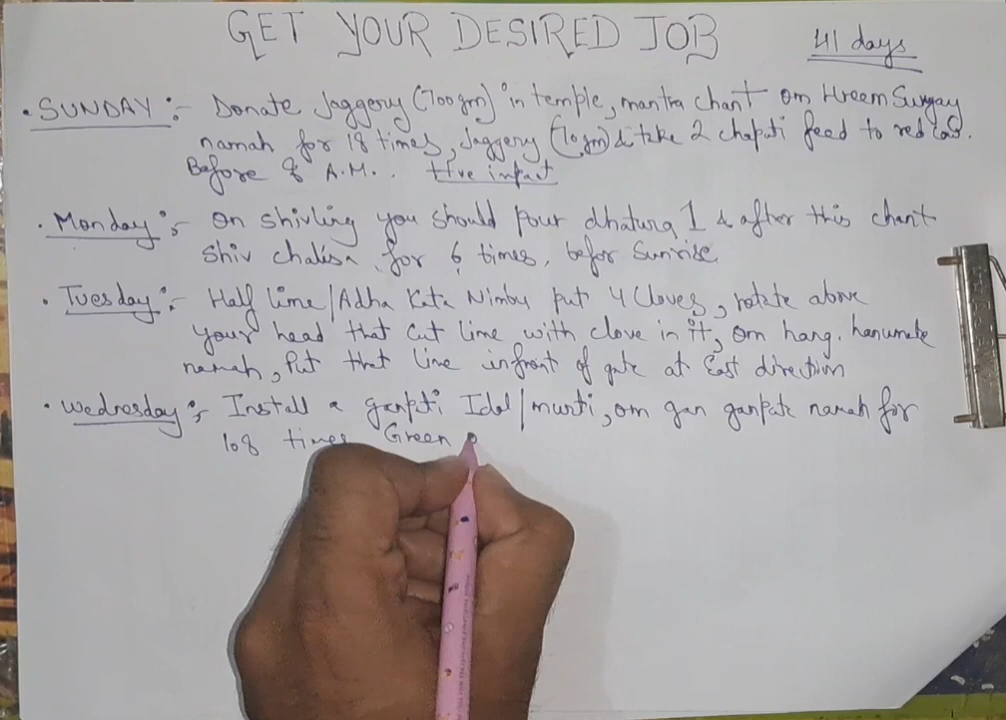 GET YOUR DESIRED JOB
41 days
• SUNDAY :- Donate Jaggery (700gm) in temple, mantra chant om Hreem Suryay
namah for 18 times, Jaggery (10gm) & take 2 chapati feed to red cow.
Before 8 A.M.. +ve impact
• Monday :- On shivling you should pour dhatura 1 & after this chant
Shiv chalisa for 6 times, befor Sunrise
• Tuesday :- Half lime/Adha Kata Nimbu put 4 Cloves, rotate above
your head that cut lime with clove in it, om hang. hanumate
namah, Put that lime infront of gate at East direction
• Wednesday :- Install a ganpati Idol/murti, om gan ganpate namah for
108 times Green